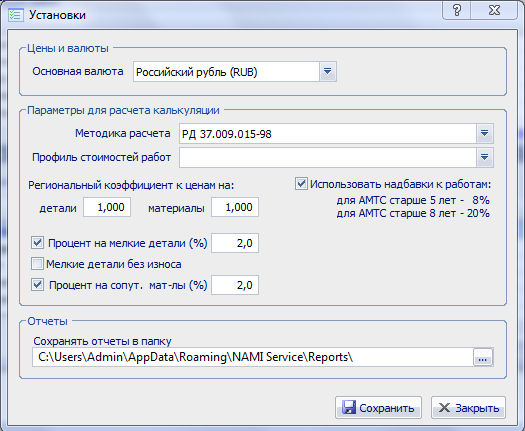 Установки
Цены и валюты
Основная валюта Российский рубль (RUB)
Параметры для расчета калькуляции
Методика расчета РД 37.009.015-98
Профиль стоимостей работ
Региональный коэффициент к ценам на:
детали 1,000 материалы 1,000
Использовать надбавки к работам:
для АМТС старше 5 лет - 8%
для АМТС старше 8 лет - 20%
Процент на мелкие детали (%) 2,0
Мелкие детали без износа
Процент на сопут. мат-лы (%) 2,0
Отчеты
Сохранять отчеты в папку
C:\Users\Admin\AppData\Roaming\NAMI Service\Reports\ ...
Сохранить Закрыть